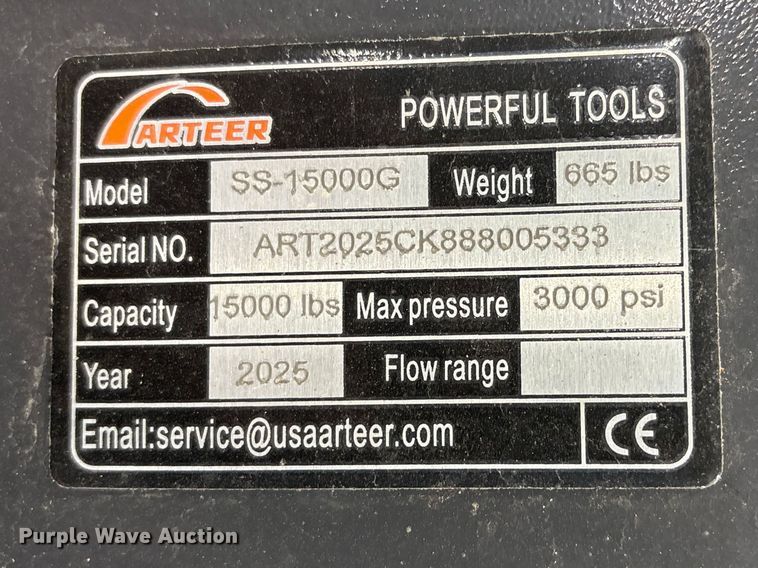 ARTEER POWERFUL TOOLS
Model SS-15000G Weight 665 lbs
Serial NO. ART2025CK888005333
Capacity 15000 lbs Max pressure 3000 psi
Year 2025 Flow range
Email:service@usaarteer.com CE
Purple Wave Auction